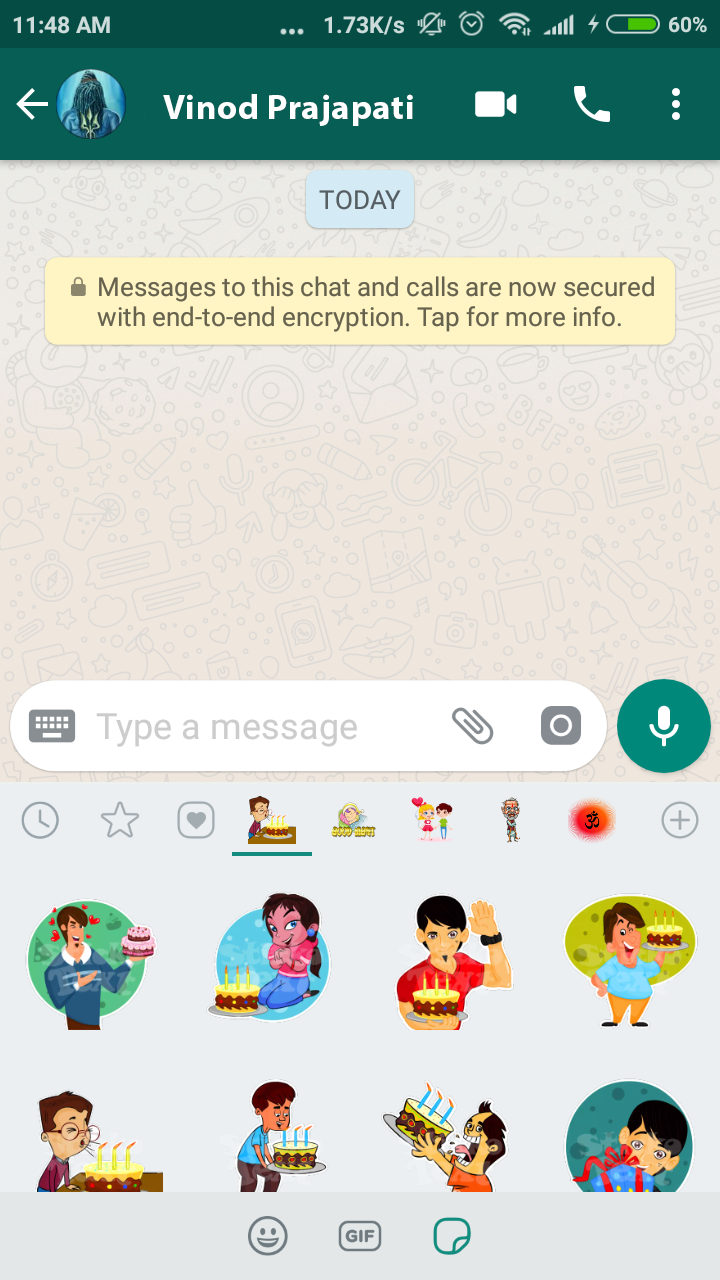 11:48 AM ... 1.73K/s 60%
Vinod Prajapati
TODAY
Messages to this chat and calls are now secured
with end-to-end encryption. Tap for more info.
Type a message
ॐ
GIF